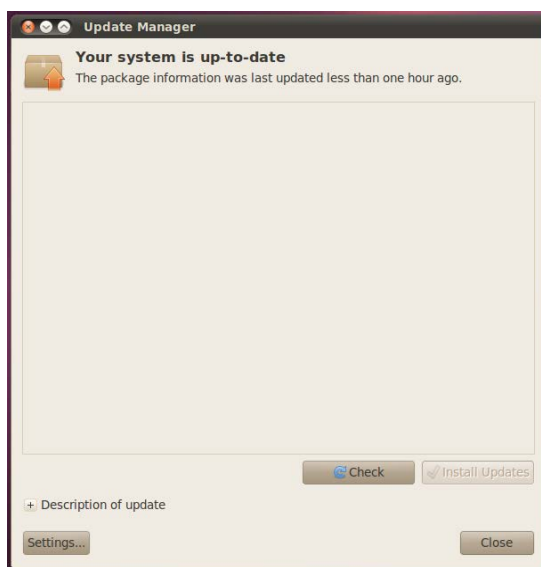 Update Manager
Your system is up-to-date
The package information was last updated less than one hour ago.
Check
Install Updates
Description of update
Settings...
Close